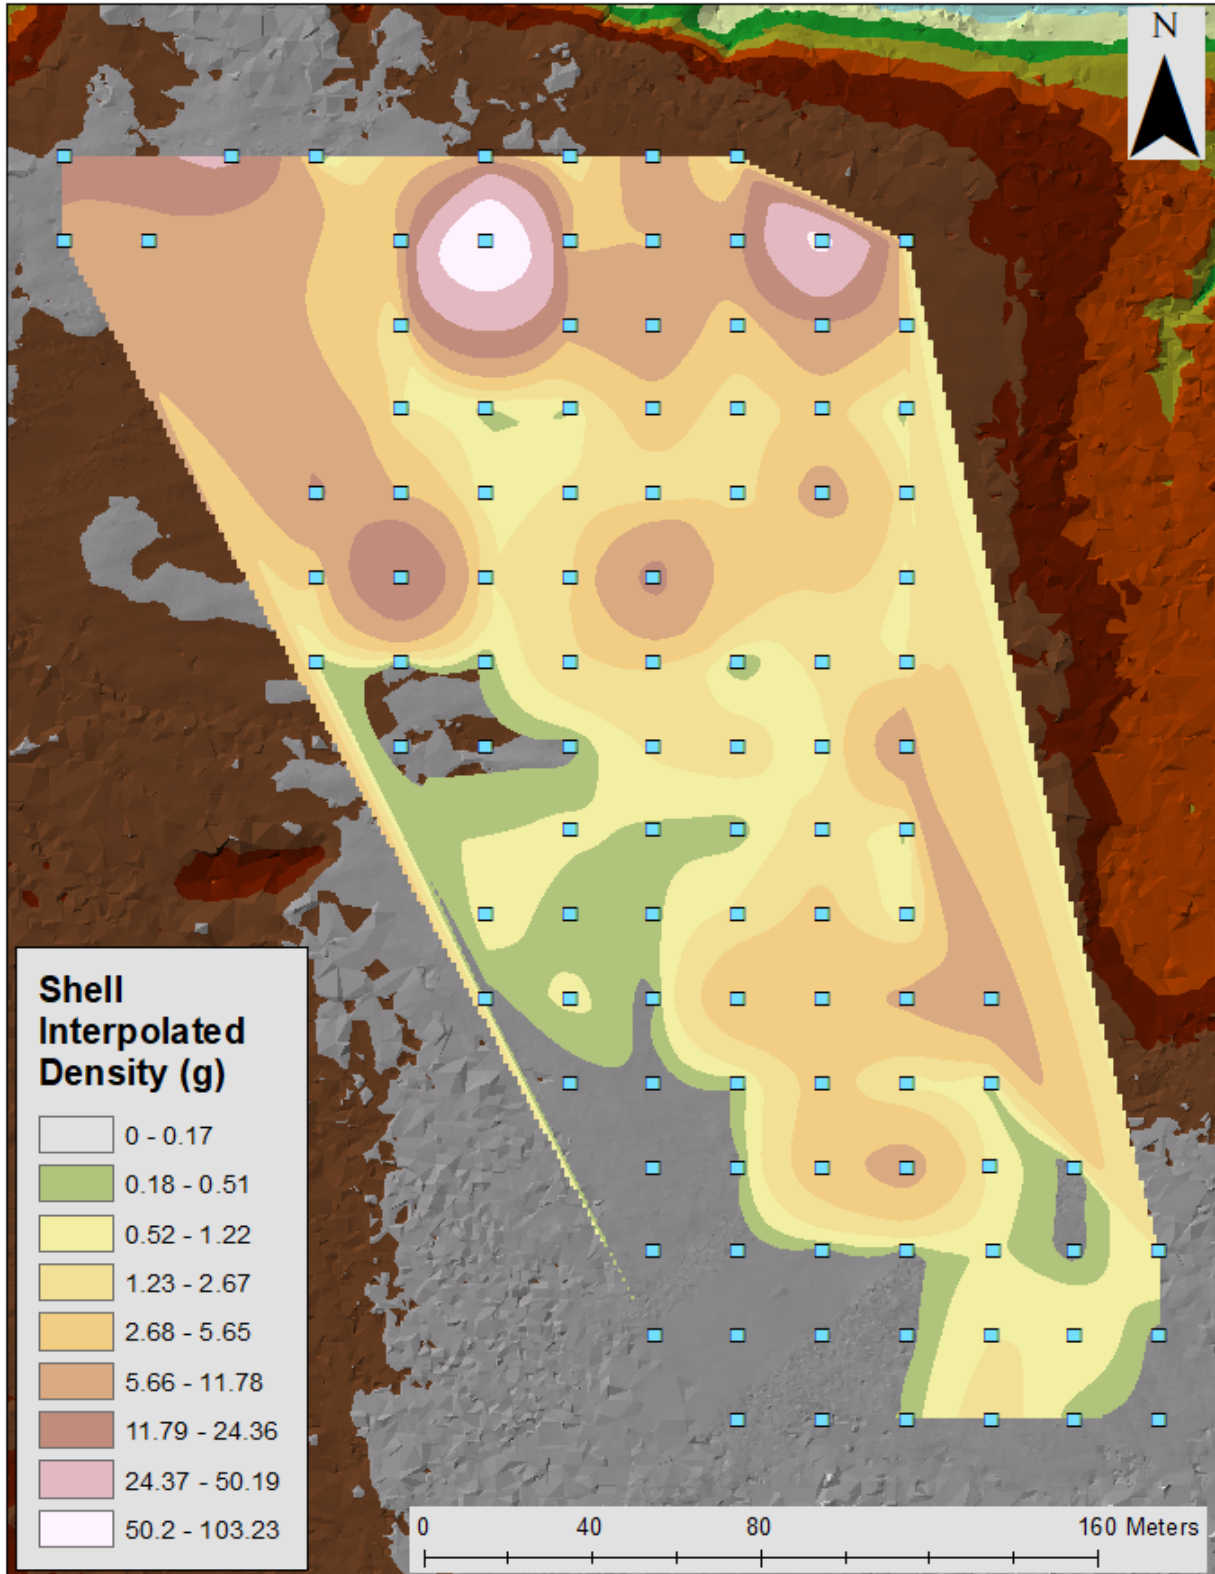 N
Shell
Interpolated
Density (g)
0 - 0.17
0.18 - 0.51
0.52 - 1.22
1.23 - 2.67
2.68 - 5.65
5.66 - 11.78
11.79 - 24.36
24.37 - 50.19
50.2 - 103.23
0 40 80 160 Meters